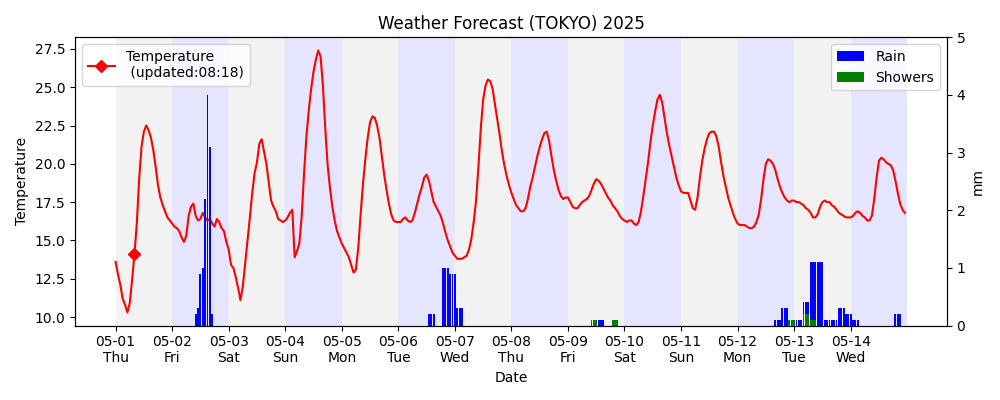 Weather Forecast (TOKYO) 2025
Temperature
(updated:08:18)
Rain
Showers
27.5
25.0
22.5
20.0
17.5
15.0
12.5
10.0
Temperature
5
4
3
2
1
0
mm
05-01 05-02 05-03 05-04 05-05 05-06 05-07 05-08 05-09 05-10 05-11 05-12 05-13 05-14
Thu Fri Sat Sun Mon Tue Wed Thu Fri Sat Sun Mon Tue Wed
Date